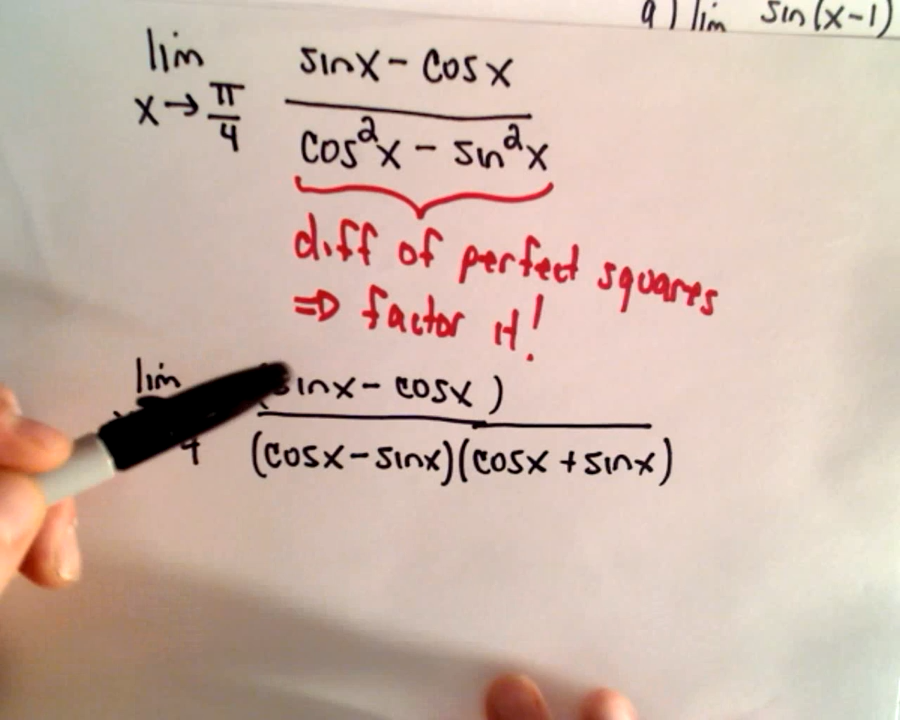 9) lim sin(x-1)
lim sinx - cosx
x→π/4 cos²x - sin²x
diff of perfect squares
⇒ factor it!
lim sinx - cosx)
4 (cosx - sinx)(cosx + sinx)